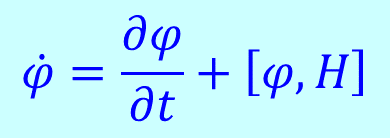 φ̇ = ∂φ/∂t + [φ, H]